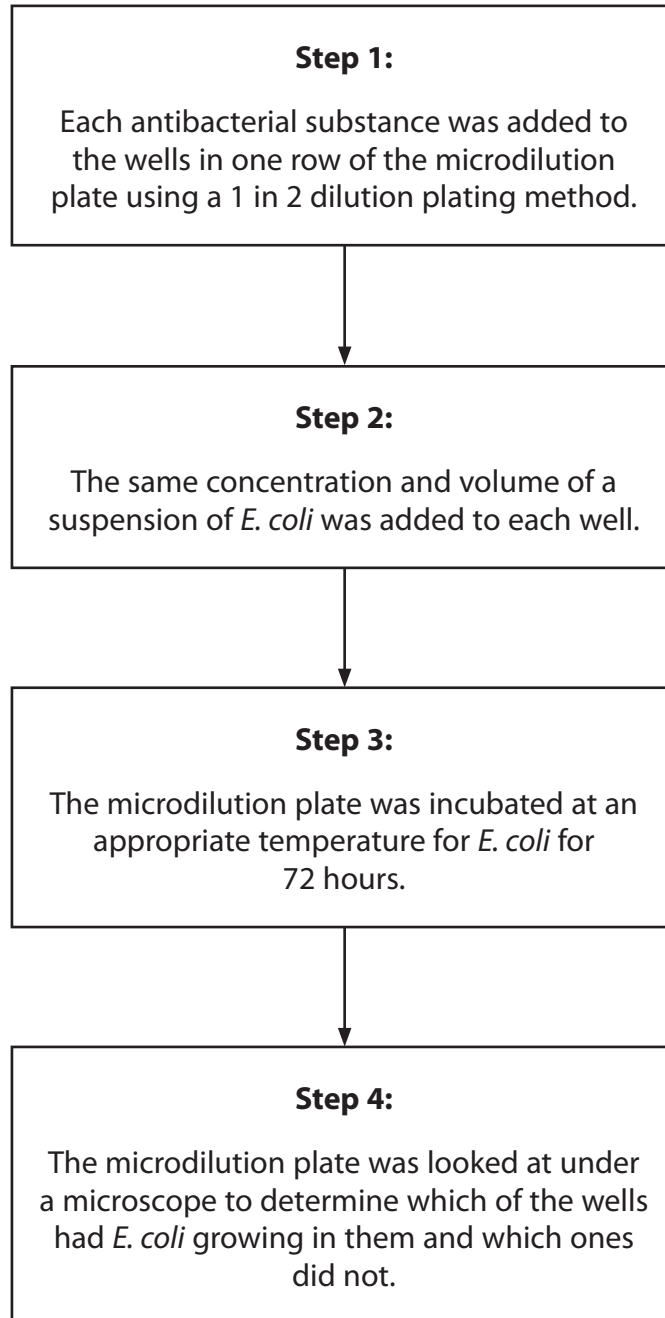 Step 1:
Each antibacterial substance was added to
the wells in one row of the microdilution
plate using a 1 in 2 dilution plating method.
Step 2:
The same concentration and volume of a
suspension of E. coli was added to each well.
Step 3:
The microdilution plate was incubated at an
appropriate temperature for E. coli for
72 hours.
Step 4:
The microdilution plate was looked at under
a microscope to determine which of the wells
had E. coli growing in them and which ones
did not.